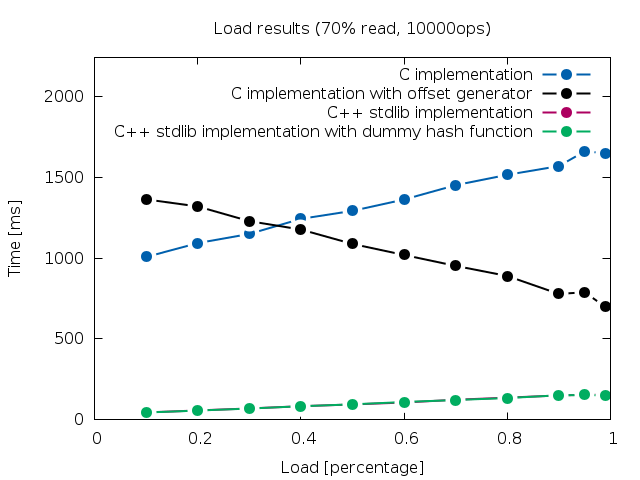 Load results (70% read, 10000ops)
C implementation
C implementation with offset generator
C++ stdlib implementation
C++ stdlib implementation with dummy hash function
Time [ms]
2000
1500
1000
500
0
0 0.2 0.4 0.6 0.8 1
Load [percentage]